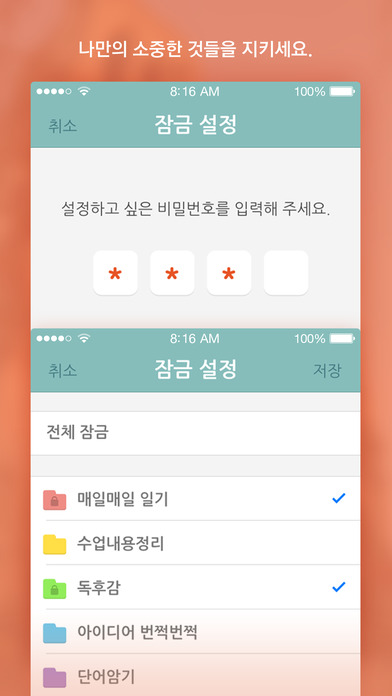 나만의 소중한 것들을 지키세요.
8:16 AM 100%
취소 잠금 설정
설정하고 싶은 비밀번호를 입력해 주세요.
* * *
8:16 AM 100%
취소 잠금 설정 저장
전체 잠금
매일매일 일기
수업내용정리
독후감
아이디어 번쩍번쩍
단어암기